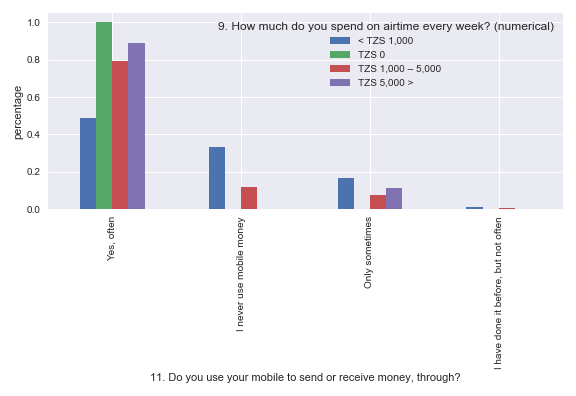 9. How much do you spend on airtime every week? (numerical)
< TZS 1,000
TZS 0
TZS 1,000 – 5,000
TZS 5,000 >
percentage
1.0
0.8
0.6
0.4
0.2
0.0
Yes, often
I never use mobile money
Only sometimes
I have done it before, but not often
11. Do you use your mobile to send or receive money, through?